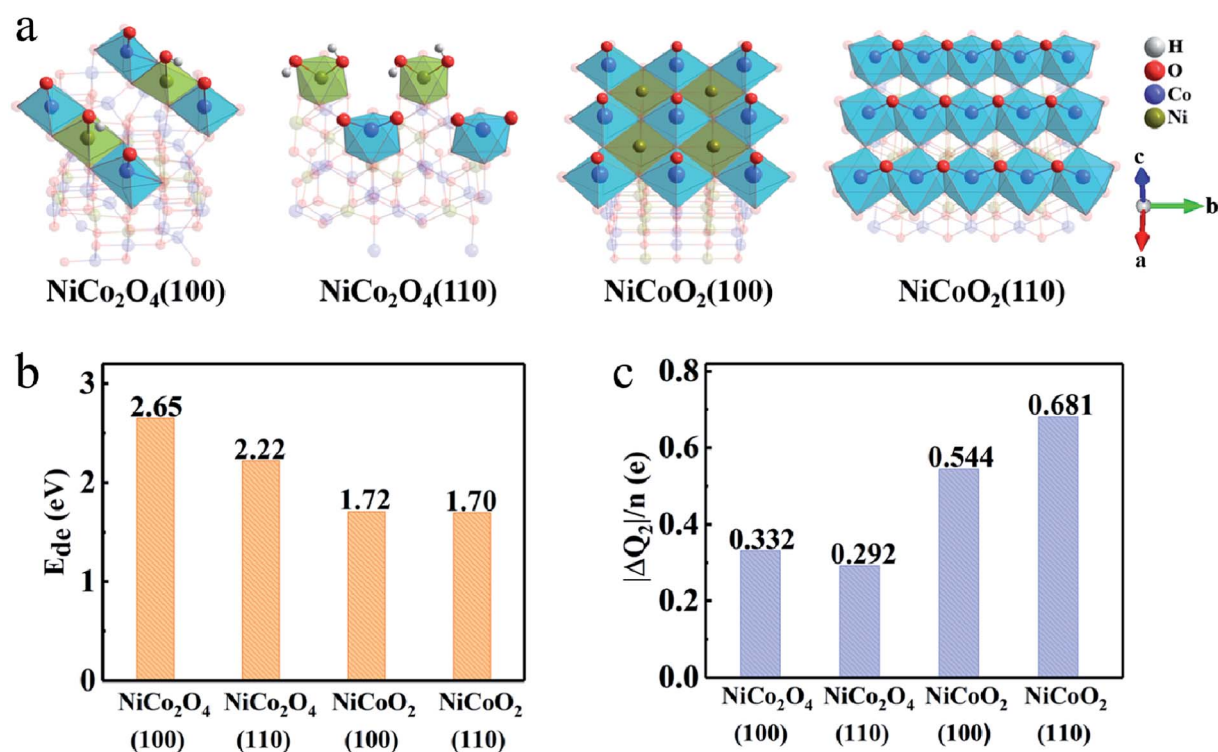 a
H
O
Co
Ni
c
b
a
NiCo₂O₄(100)
NiCo₂O₄(110)
NiCoO₂(100)
NiCoO₂(110)
b
3
2
1
0
E_de (eV)
2.65
2.22
1.72
1.70
NiCo₂O₄ NiCo₂O₄ NiCoO₂ NiCoO₂
(100) (110) (100) (110)
c
0.8
0.6
0.4
0.2
0.0
|ΔQ₂|/n (e)
0.332
0.292
0.544
0.681
NiCo₂O₄ NiCo₂O₄ NiCoO₂ NiCoO₂
(100) (110) (100) (110)